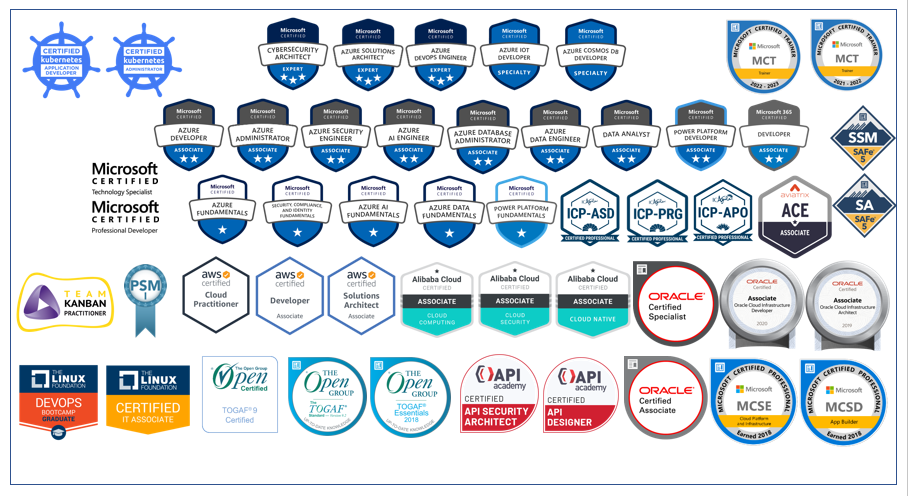 CERTIFIED
kubernetes
APPLICATION
DEVELOPER
CERTIFIED
kubernetes
ADMINISTRATOR
Microsoft
CERTIFIED
CYBERSECURITY
ARCHITECT
EXPERT
Microsoft
CERTIFIED
AZURE SOLUTIONS
ARCHITECT
EXPERT
Microsoft
CERTIFIED
AZURE
DEVOPS ENGINEER
EXPERT
Microsoft
CERTIFIED
AZURE IOT
DEVELOPER
SPECIALTY
Microsoft
CERTIFIED
AZURE COSMOS DB
DEVELOPER
SPECIALTY
MICROSOFT CERTIFIED TRAINER
Microsoft
MCT
Trainer
2022 - 2023
MICROSOFT CERTIFIED TRAINER
Microsoft
MCT
Trainer
2021 - 2022
Microsoft
CERTIFIED
AZURE
DEVELOPER
ASSOCIATE
Microsoft
CERTIFIED
AZURE
ADMINISTRATOR
ASSOCIATE
Microsoft
CERTIFIED
AZURE SECURITY
ENGINEER
ASSOCIATE
Microsoft
CERTIFIED
AZURE
AI ENGINEER
ASSOCIATE
Microsoft
CERTIFIED
AZURE DATABASE
ADMINISTRATOR
ASSOCIATE
Microsoft
CERTIFIED
AZURE
DATA ENGINEER
ASSOCIATE
Microsoft
CERTIFIED
DATA ANALYST
ASSOCIATE
Microsoft
CERTIFIED
POWER PLATFORM
DEVELOPER
ASSOCIATE
Microsoft 365
CERTIFIED
DEVELOPER
ASSOCIATE
CERTIFIED
SSM
SAFe
5
Microsoft
CERTIFIED
Technology Specialist
Microsoft
CERTIFIED
Professional Developer
Microsoft
CERTIFIED
AZURE
FUNDAMENTALS
Microsoft
CERTIFIED
SECURITY, COMPLIANCE,
AND IDENTITY
FUNDAMENTALS
Microsoft
CERTIFIED
AZURE AI
FUNDAMENTALS
Microsoft
CERTIFIED
AZURE DATA
FUNDAMENTALS
Microsoft
CERTIFIED
POWER PLATFORM
FUNDAMENTALS
ICP-ASD
CERTIFIED PROFESSIONAL
ICP-PRG
CERTIFIED PROFESSIONAL
ICP-APO
CERTIFIED PROFESSIONAL
aviatrix
ACE
ASSOCIATE
CERTIFIED
SA
SAFe
5
TEAM
KANBAN
PRACTITIONER
PSM
I
aws
certified
Cloud
Practitioner
aws
certified
Developer
Associate
aws
certified
Solutions
Architect
Associate
Alibaba Cloud
CERTIFIED
ASSOCIATE
CLOUD
COMPUTING
Alibaba Cloud
CERTIFIED
ASSOCIATE
CLOUD
SECURITY
Alibaba Cloud
CERTIFIED
ASSOCIATE
CLOUD NATIVE
ORACLE
Certified
Specialist
ORACLE
Certified
Associate
Oracle Cloud Infrastructure
Developer
2020
ORACLE
Certified
Associate
Oracle Cloud Infrastructure
Architect
2019
THE
LINUX
FOUNDATION
DEVOPS
BOOTCAMP
GRADUATE
THE
LINUX
FOUNDATION
CERTIFIED
IT ASSOCIATE
The Open Group
Open
Certified
TOGAF® 9
Certified
THE
Open
GROUP
The
TOGAF®
UP-TO-DATE KNOWLEDGE
THE
Open
GROUP
TOGAF®
Essentials
2018
UP-TO-DATE KNOWLEDGE
API
academy
CERTIFIED
API SECURITY
ARCHITECT
API
academy
CERTIFIED
API
DESIGNER
ORACLE
Certified
Associate
MICROSOFT CERTIFIED PROFESSIONAL
Microsoft
MCSE
Cloud Platform
and Infrastructure
Earned 2018
MICROSOFT CERTIFIED PROFESSIONAL
Microsoft
MCSD
App Builder
Earned 2018